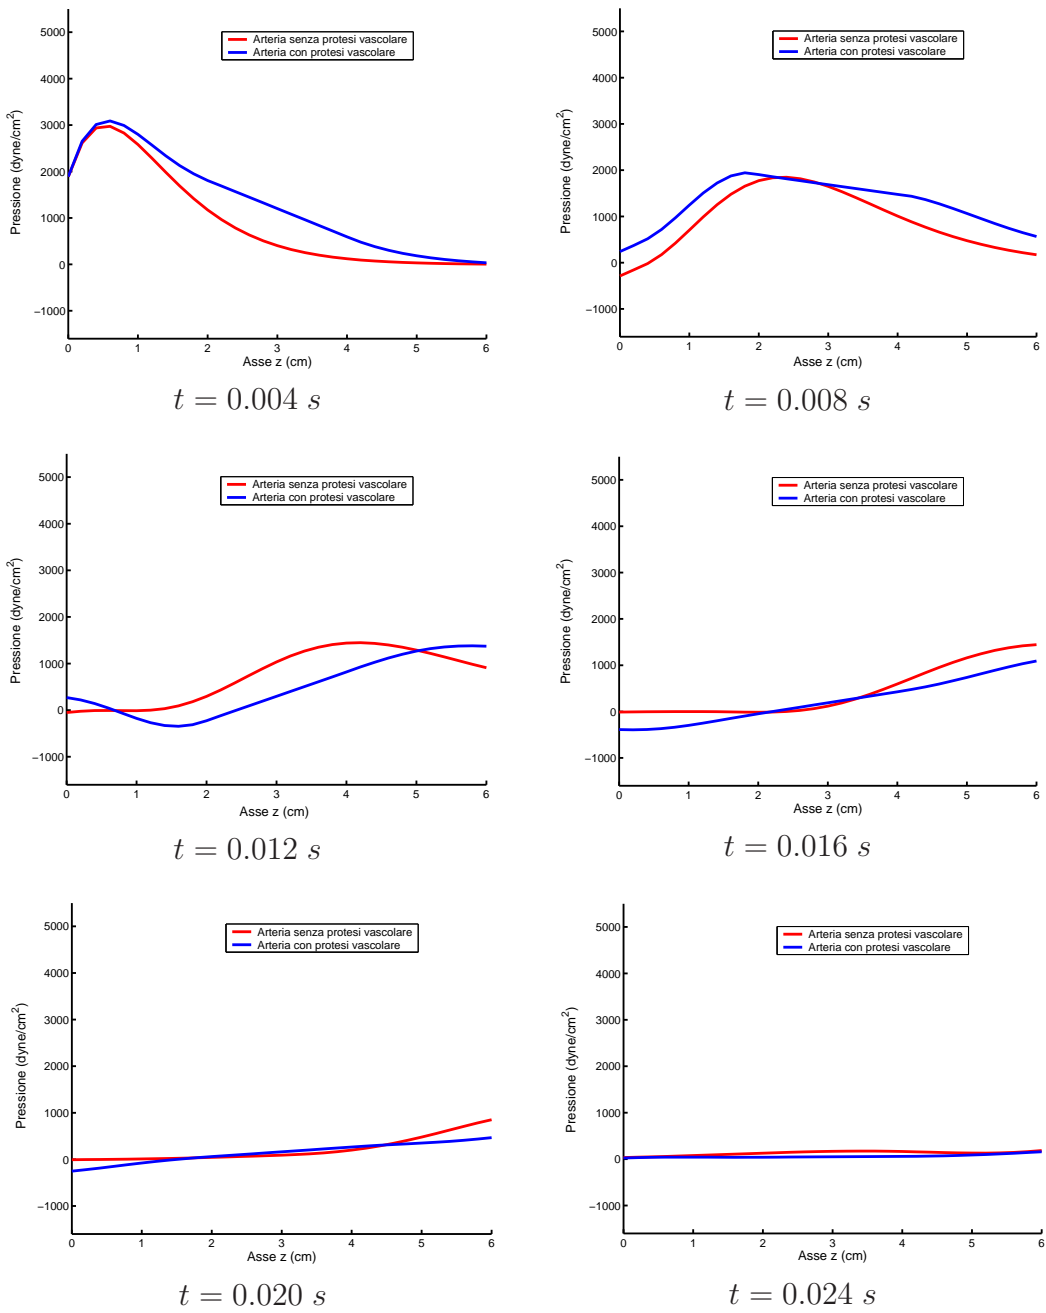 5000
4000
3000
2000
1000
0
−1000
Pressione (dyne/cm²)
Arteria senza protesi vascolare
Arteria con protesi vascolare
0 1 2 3 4 5 6
Asse z (cm)
t = 0.004 s
5000
4000
3000
2000
1000
0
−1000
Pressione (dyne/cm²)
Arteria senza protesi vascolare
Arteria con protesi vascolare
0 1 2 3 4 5 6
Asse z (cm)
t = 0.008 s
5000
4000
3000
2000
1000
0
−1000
Pressione (dyne/cm²)
Arteria senza protesi vascolare
Arteria con protesi vascolare
0 1 2 3 4 5 6
Asse z (cm)
t = 0.012 s
5000
4000
3000
2000
1000
0
−1000
Pressione (dyne/cm²)
Arteria senza protesi vascolare
Arteria con protesi vascolare
0 1 2 3 4 5 6
Asse z (cm)
t = 0.016 s
5000
4000
3000
2000
1000
0
−1000
Pressione (dyne/cm²)
Arteria senza protesi vascolare
Arteria con protesi vascolare
0 1 2 3 4 5 6
Asse z (cm)
t = 0.020 s
5000
4000
3000
2000
1000
0
−1000
Pressione (dyne/cm²)
Arteria senza protesi vascolare
Arteria con protesi vascolare
0 1 2 3 4 5 6
Asse z (cm)
t = 0.024 s